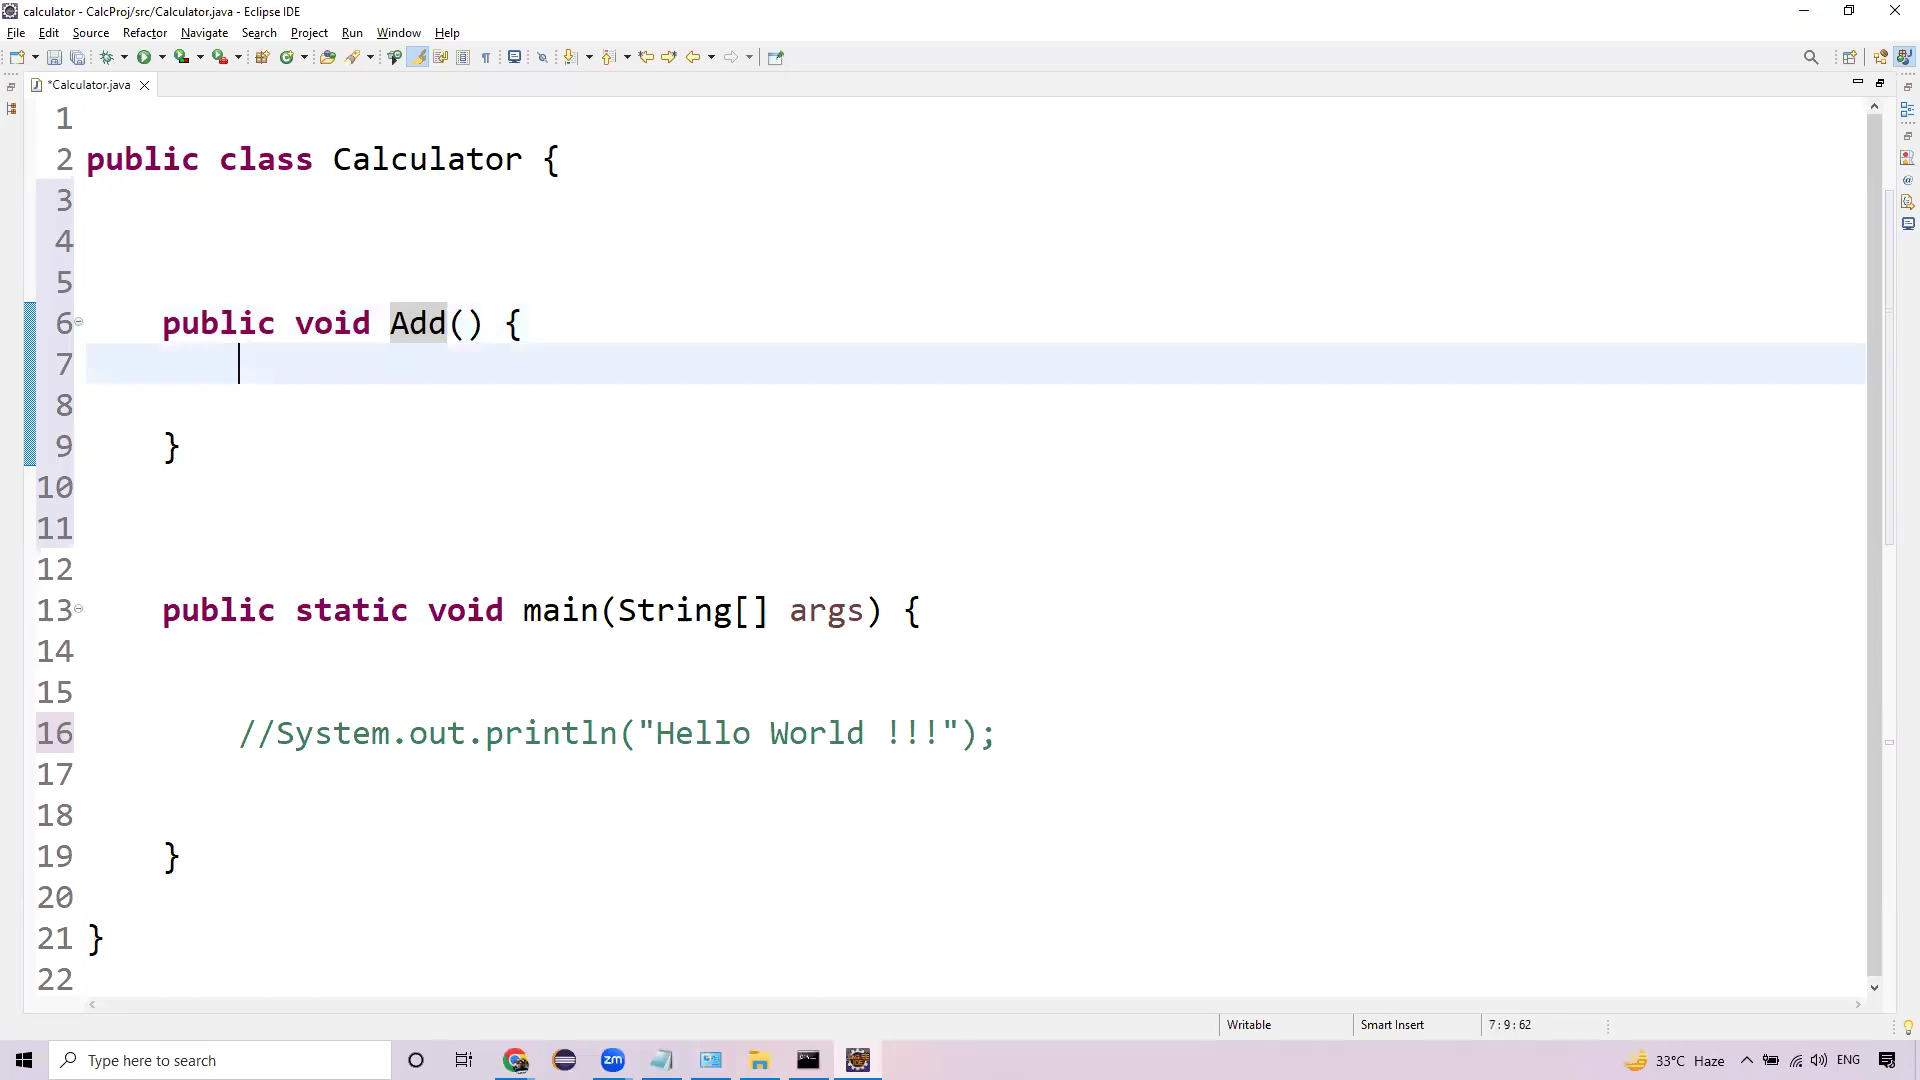 calculator - CalcProj/src/Calculator.java - Eclipse IDE
File Edit Source Refactor Navigate Search Project Run Window Help
*Calculator.java
1
2 public class Calculator {
3
4
5
6 public void Add() {
7
8
9 }
10
11
12
13 public static void main(String[] args) {
14
15
16 //System.out.println("Hello World !!!");
17
18
19 }
20
21 }
22
Writable Smart Insert 7 : 9 : 62
Type here to search zm 33°C Haze ENG